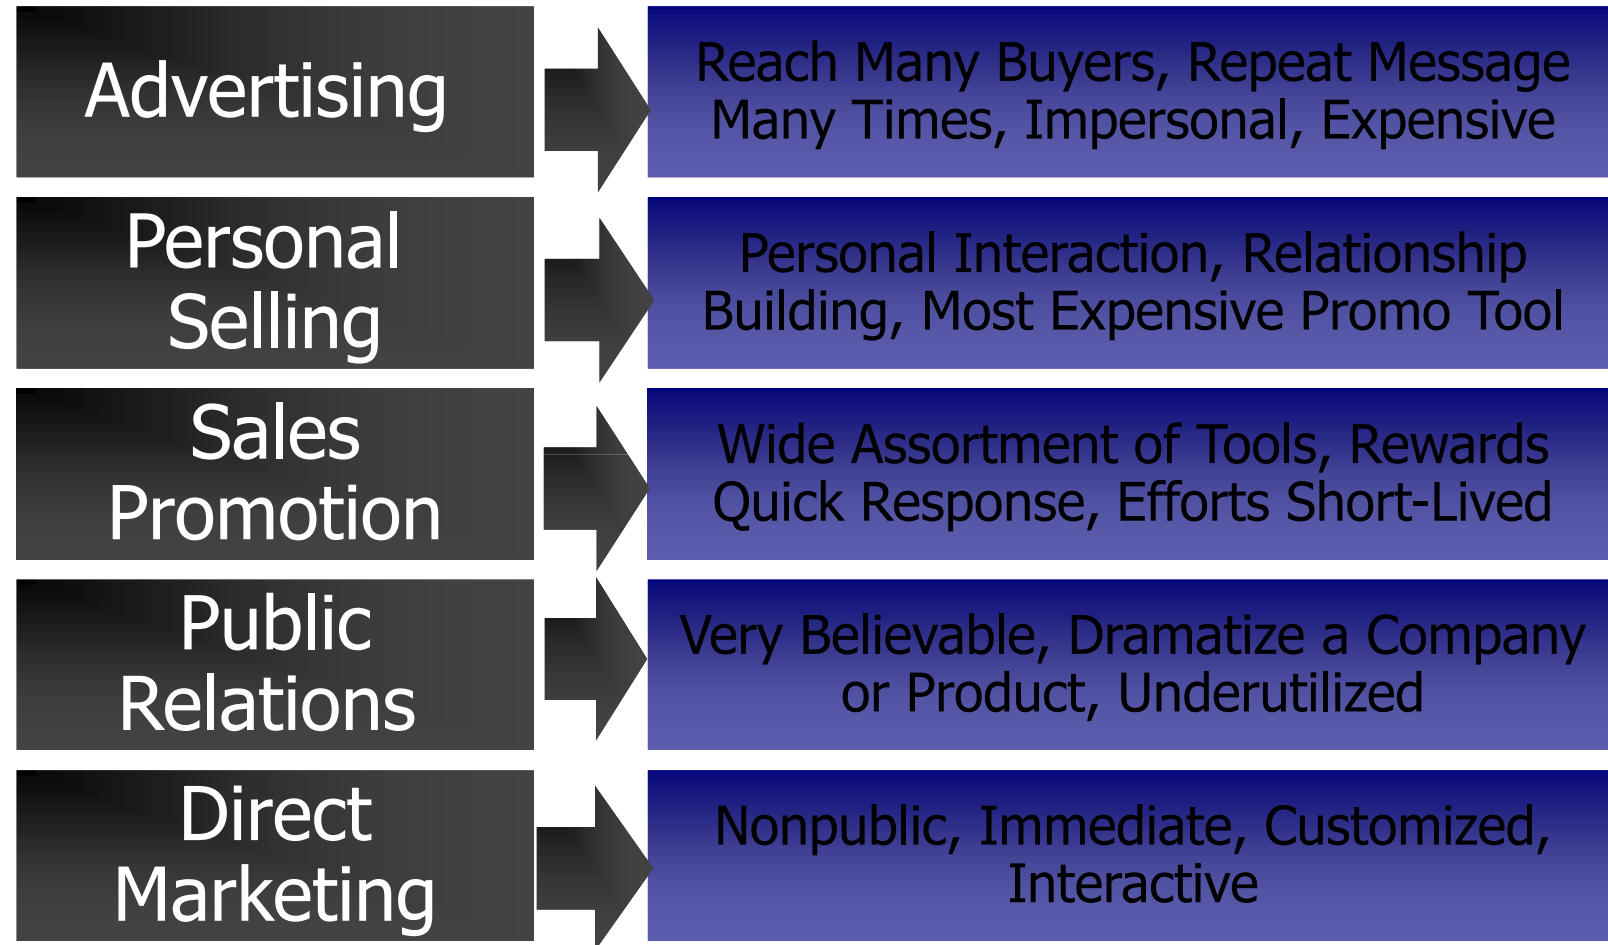 Advertising
Reach Many Buyers, Repeat Message
Many Times, Impersonal, Expensive
Personal
Selling
Personal Interaction, Relationship
Building, Most Expensive Promo Tool
Sales
Promotion
Wide Assortment of Tools, Rewards
Quick Response, Efforts Short-Lived
Public
Relations
Very Believable, Dramatize a Company
or Product, Underutilized
Direct
Marketing
Nonpublic, Immediate, Customized,
Interactive